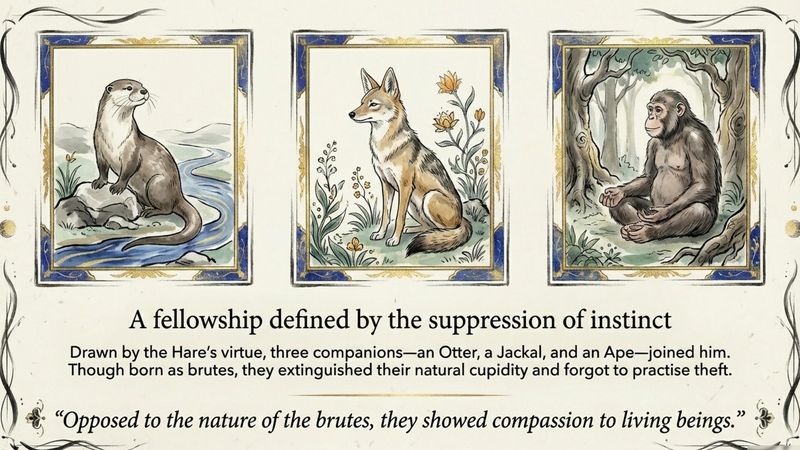 A fellowship defined by the suppression of instinct
Drawn by the Hare's virtue, three companions—an Otter, a Jackal, and an Ape—joined him.
Though born as brutes, they extinguished their natural cupidity and forgot to practise theft.
“Opposed to the nature of the brutes, they showed compassion to living beings.”